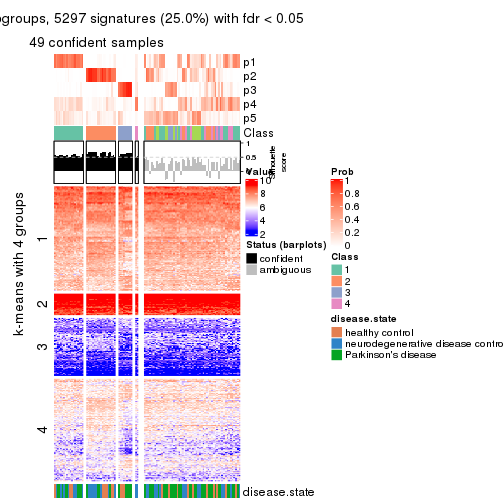 groups, 5297 signatures (25.0%) with fdr < 0.05
49 confident samples
p1
p2
p3
p4
p5
Class
1
0.5
0
Silhouette
score
k-means with 4 groups
1
2
3
4
Value
10
8
6
4
2
Status (barplots)
confident
ambiguous
Prob
1
0.8
0.6
0.4
0.2
0
Class
1
2
3
4
disease.state
healthy control
neurodegenerative disease contro
Parkinson's disease
disease.state